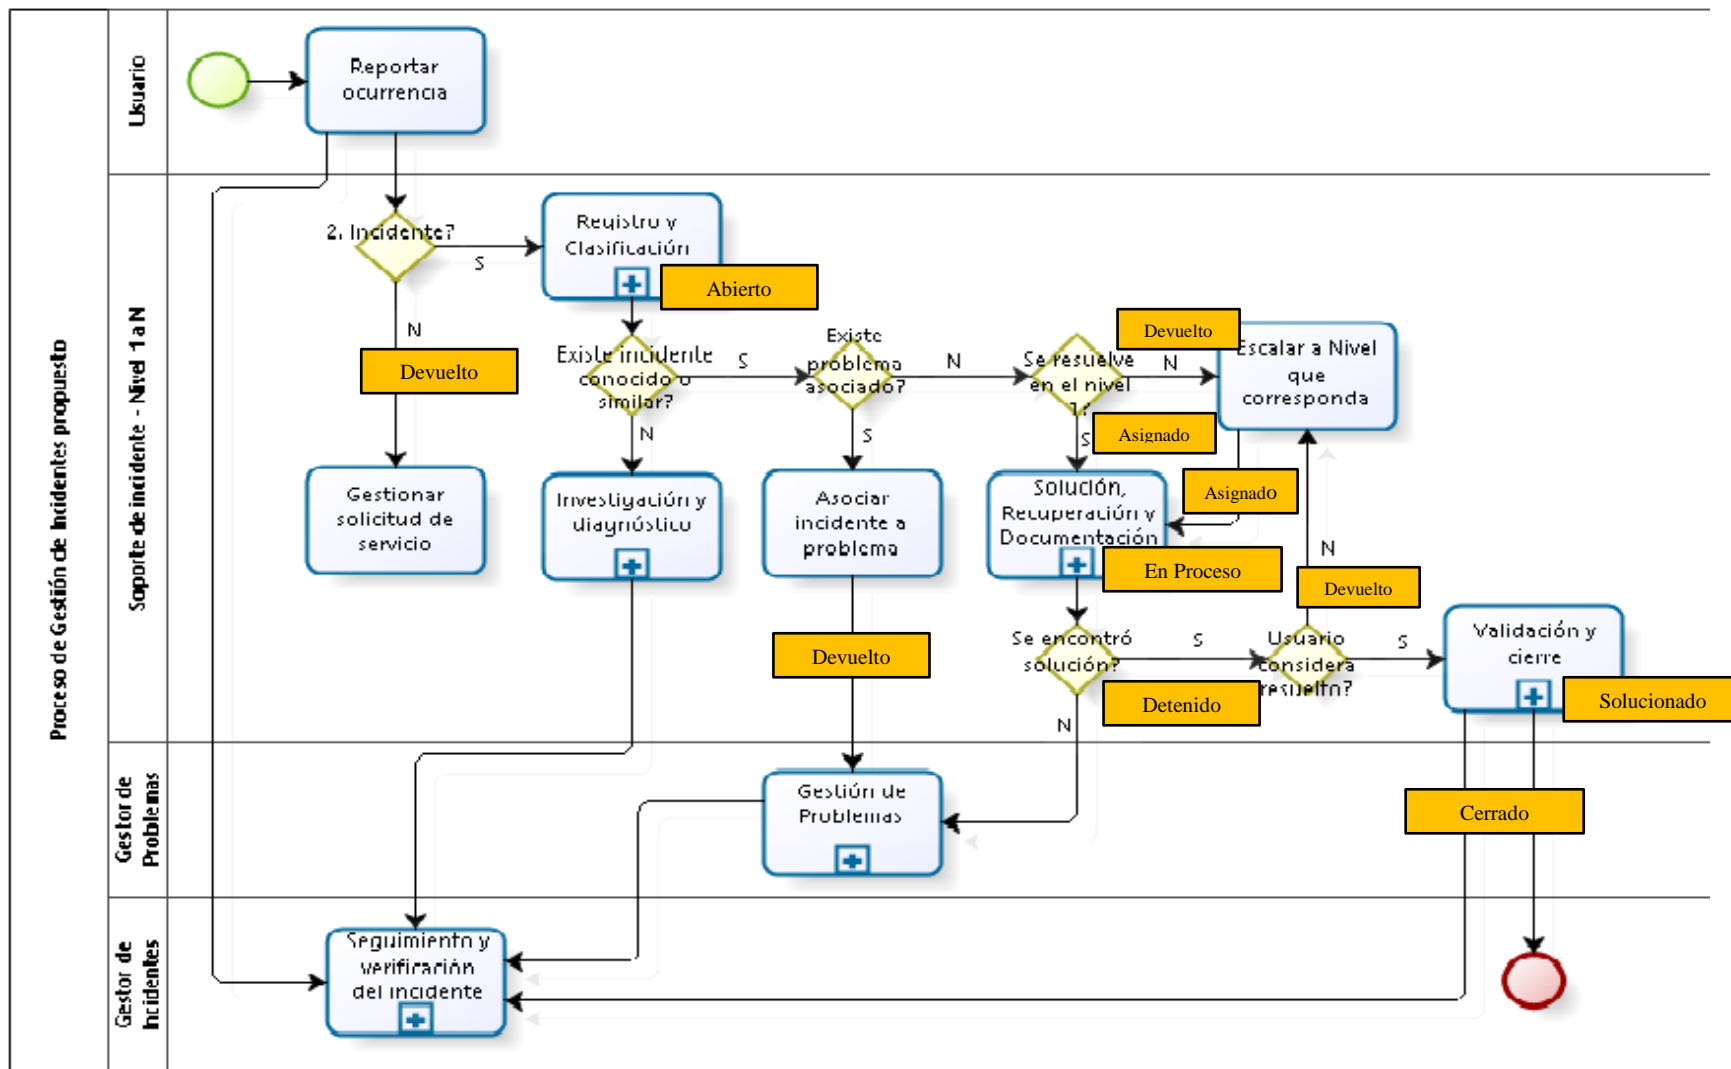 Proceso de Gestión de Incidentes propuesto
Usuario
Reportar
ocurrencia
Soporte de incidente - Nivel 1 a N
2. Incidente?
S
N
Devuelto
Gestionar
solicitud de
servicio
Registro y
Clasificación
Abierto
Existe incidente
conocido o
similar?
S
N
Investigación y
diagnóstico
Existe
problema
asociado?
N
S
Asociar
incidente a
problema
Devuelto
Se resuelve
en el nivel
1?
Devuelto
N
S
Asignado
Escalar a Nivel
que
corresponda
Asignado
Solución,
Recuperación y
Documentación
En Proceso
Se encontró
solución?
S
N
Detenido
Usuario
considera
resuelto?
N
Devuelto
S
Validación y
cierre
Solucionado
Gestor de
Problemas
Gestión de
Problemas
Cerrado
Gestor de
Incidentes
Seguimiento y
verificación
del incidente